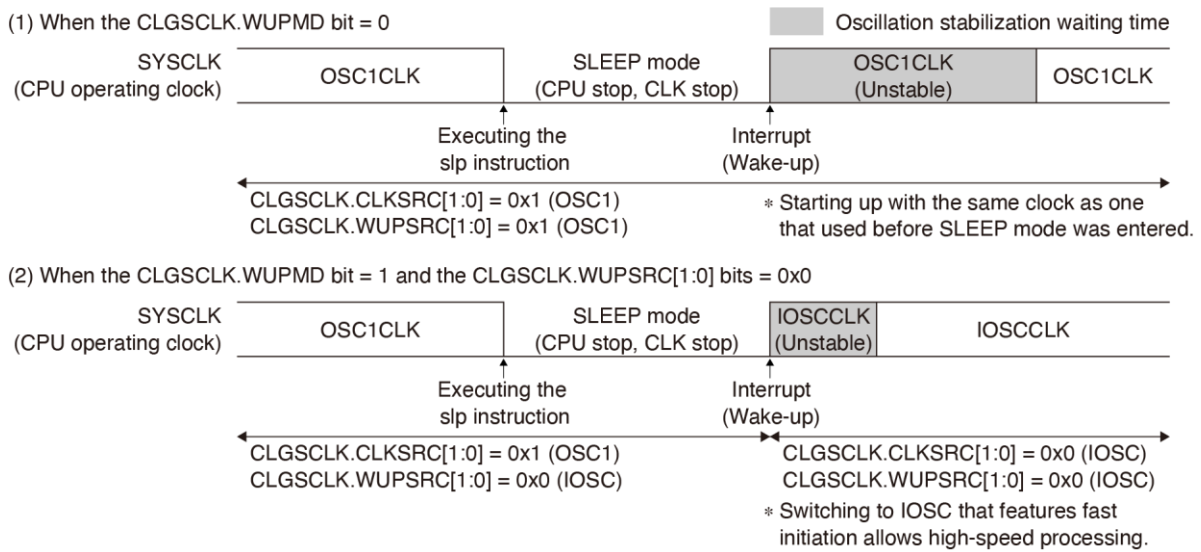 (1) When the CLGSCLK.WUPMD bit = 0
Oscillation stabilization waiting time
SYSCLK
(CPU operating clock)
OSC1CLK
SLEEP mode
(CPU stop, CLK stop)
OSC1CLK
(Unstable)
OSC1CLK
Executing the
slp instruction
Interrupt
(Wake-up)
CLGSCLK.CLKSRC[1:0] = 0x1 (OSC1)
CLGSCLK.WUPSRC[1:0] = 0x1 (OSC1)
* Starting up with the same clock as one
that used before SLEEP mode was entered.
(2) When the CLGSCLK.WUPMD bit = 1 and the CLGSCLK.WUPSRC[1:0] bits = 0x0
SYSCLK
(CPU operating clock)
OSC1CLK
SLEEP mode
(CPU stop, CLK stop)
IOSCCLK
(Unstable)
IOSCCLK
Executing the
slp instruction
Interrupt
(Wake-up)
CLGSCLK.CLKSRC[1:0] = 0x1 (OSC1)
CLGSCLK.WUPSRC[1:0] = 0x0 (IOSC)
CLGSCLK.CLKSRC[1:0] = 0x0 (IOSC)
CLGSCLK.WUPSRC[1:0] = 0x0 (IOSC)
* Switching to IOSC that features fast
initiation allows high-speed processing.